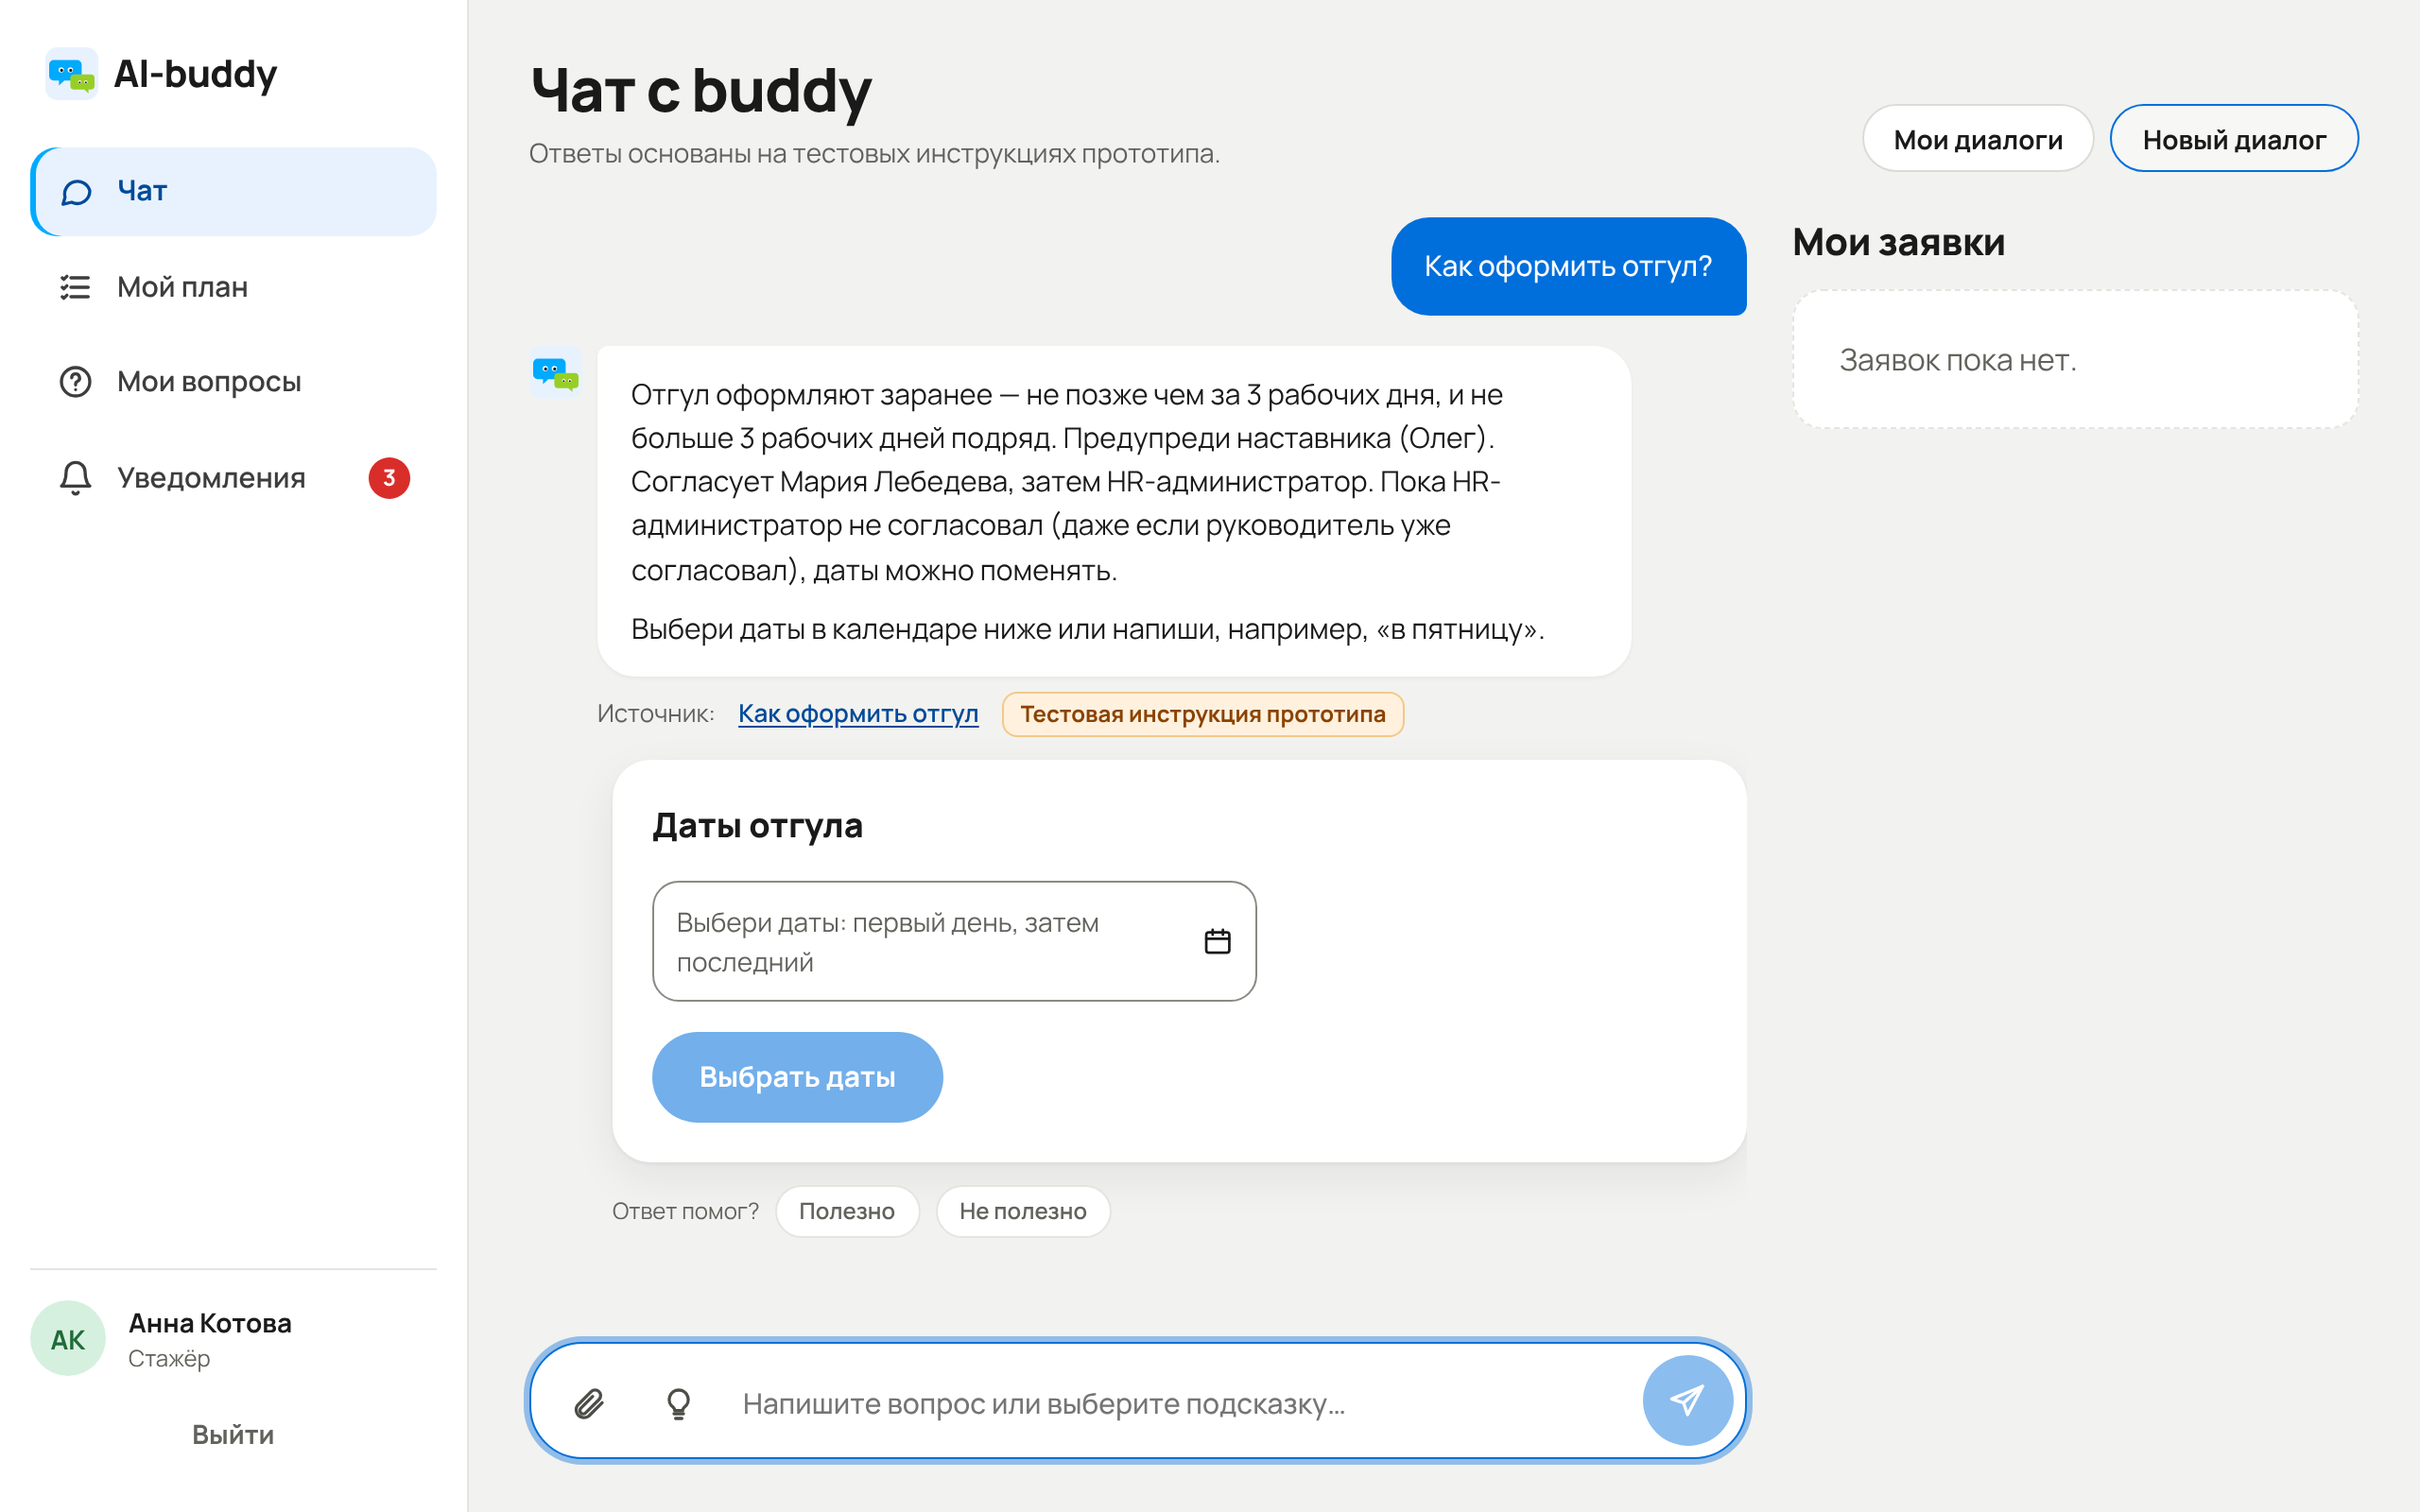 AI-buddy
Чат
Мой план
Мои вопросы
Уведомления 3
АК
Анна Котова
Стажёр
Выйти
Чат с buddy
Ответы основаны на тестовых инструкциях прототипа.
Мои диалоги
Новый диалог
Как оформить отгул?
Отгул оформляют заранее — не позже чем за 3 рабочих дня, и не
больше 3 рабочих дней подряд. Предупреди наставника (Олег).
Согласует Мария Лебедева, затем HR-администратор. Пока HR-
администратор не согласовал (даже если руководитель уже
согласовал), даты можно поменять.
Выбери даты в календаре ниже или напиши, например, «в пятницу».
Источник: Как оформить отгул Тестовая инструкция прототипа
Даты отгула
Выбери даты: первый день, затем
последний
Выбрать даты
Ответ помог? Полезно Не полезно
Напишите вопрос или выберите подсказку...
Мои заявки
Заявок пока нет.